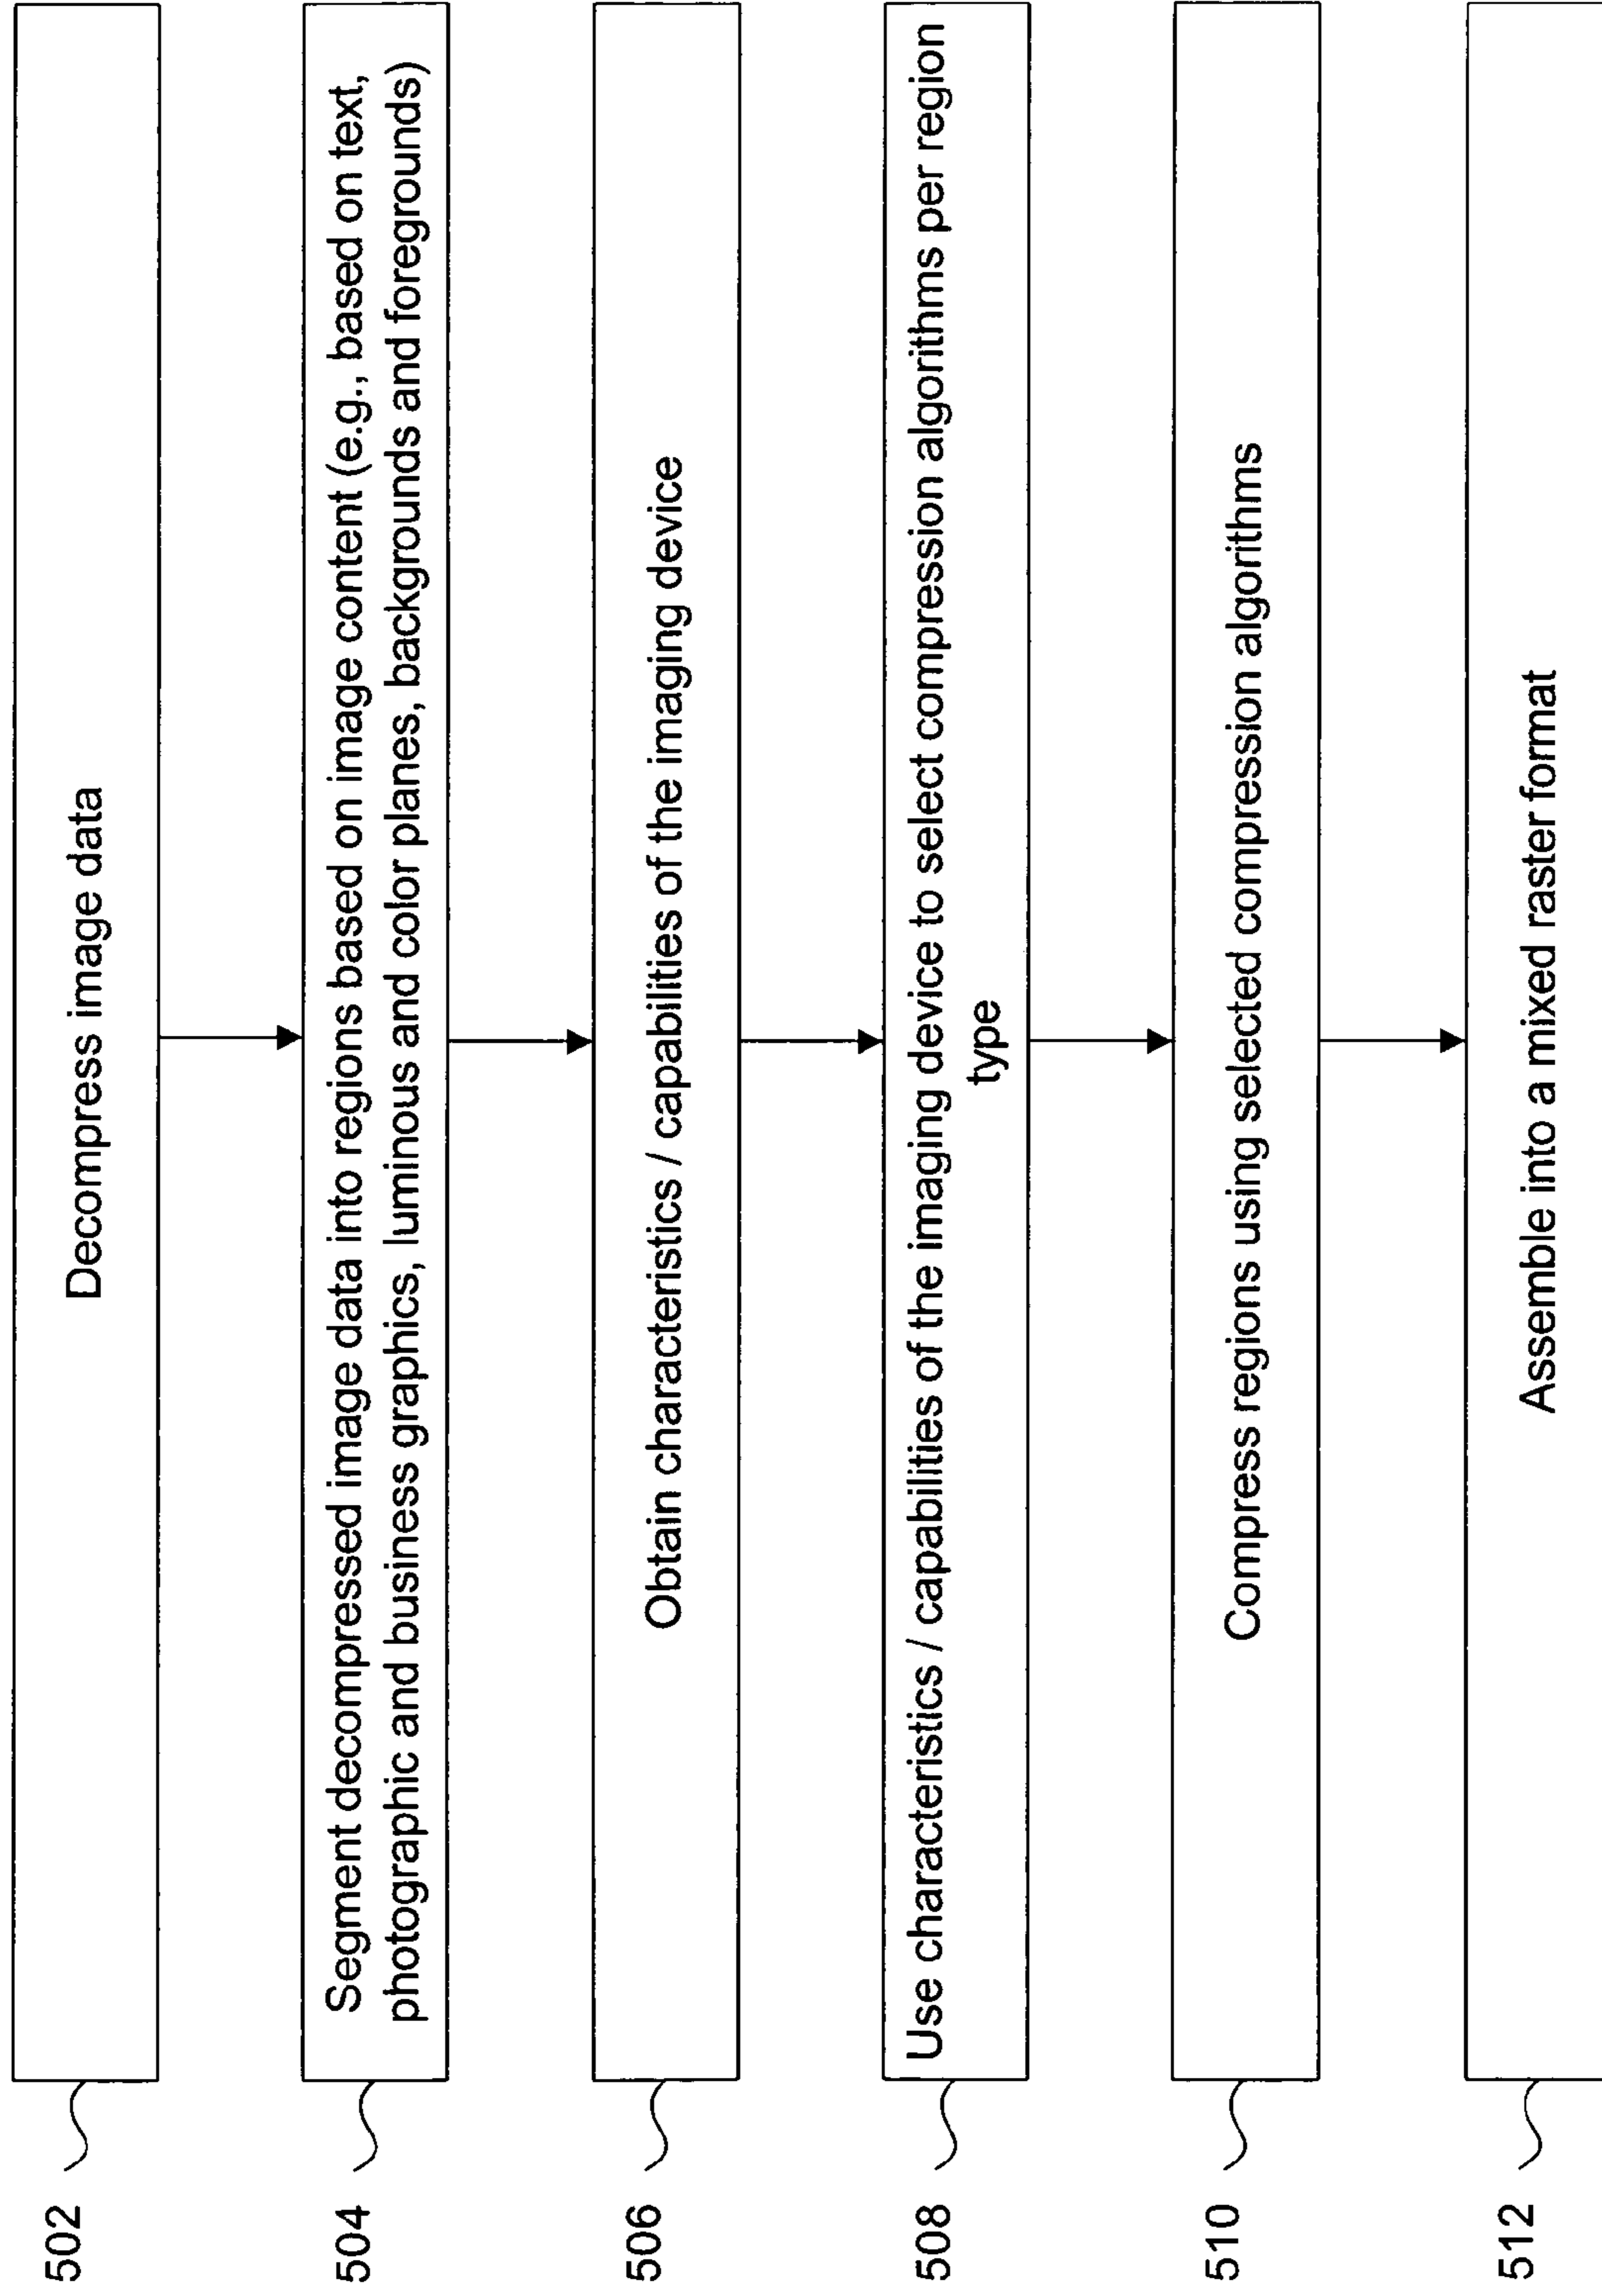 502
Decompress image data
504
Segment decompressed image data into regions based on image content (e.g., based on text,
photographic and business graphics, luminous and color planes, backgrounds and foregrounds)
506
Obtain characteristics / capabilities of the imaging device
508
Use characteristics / capabilities of the imaging device to select compression algorithms per region
type
510
Compress regions using selected compression algorithms
512
Assemble into a mixed raster format